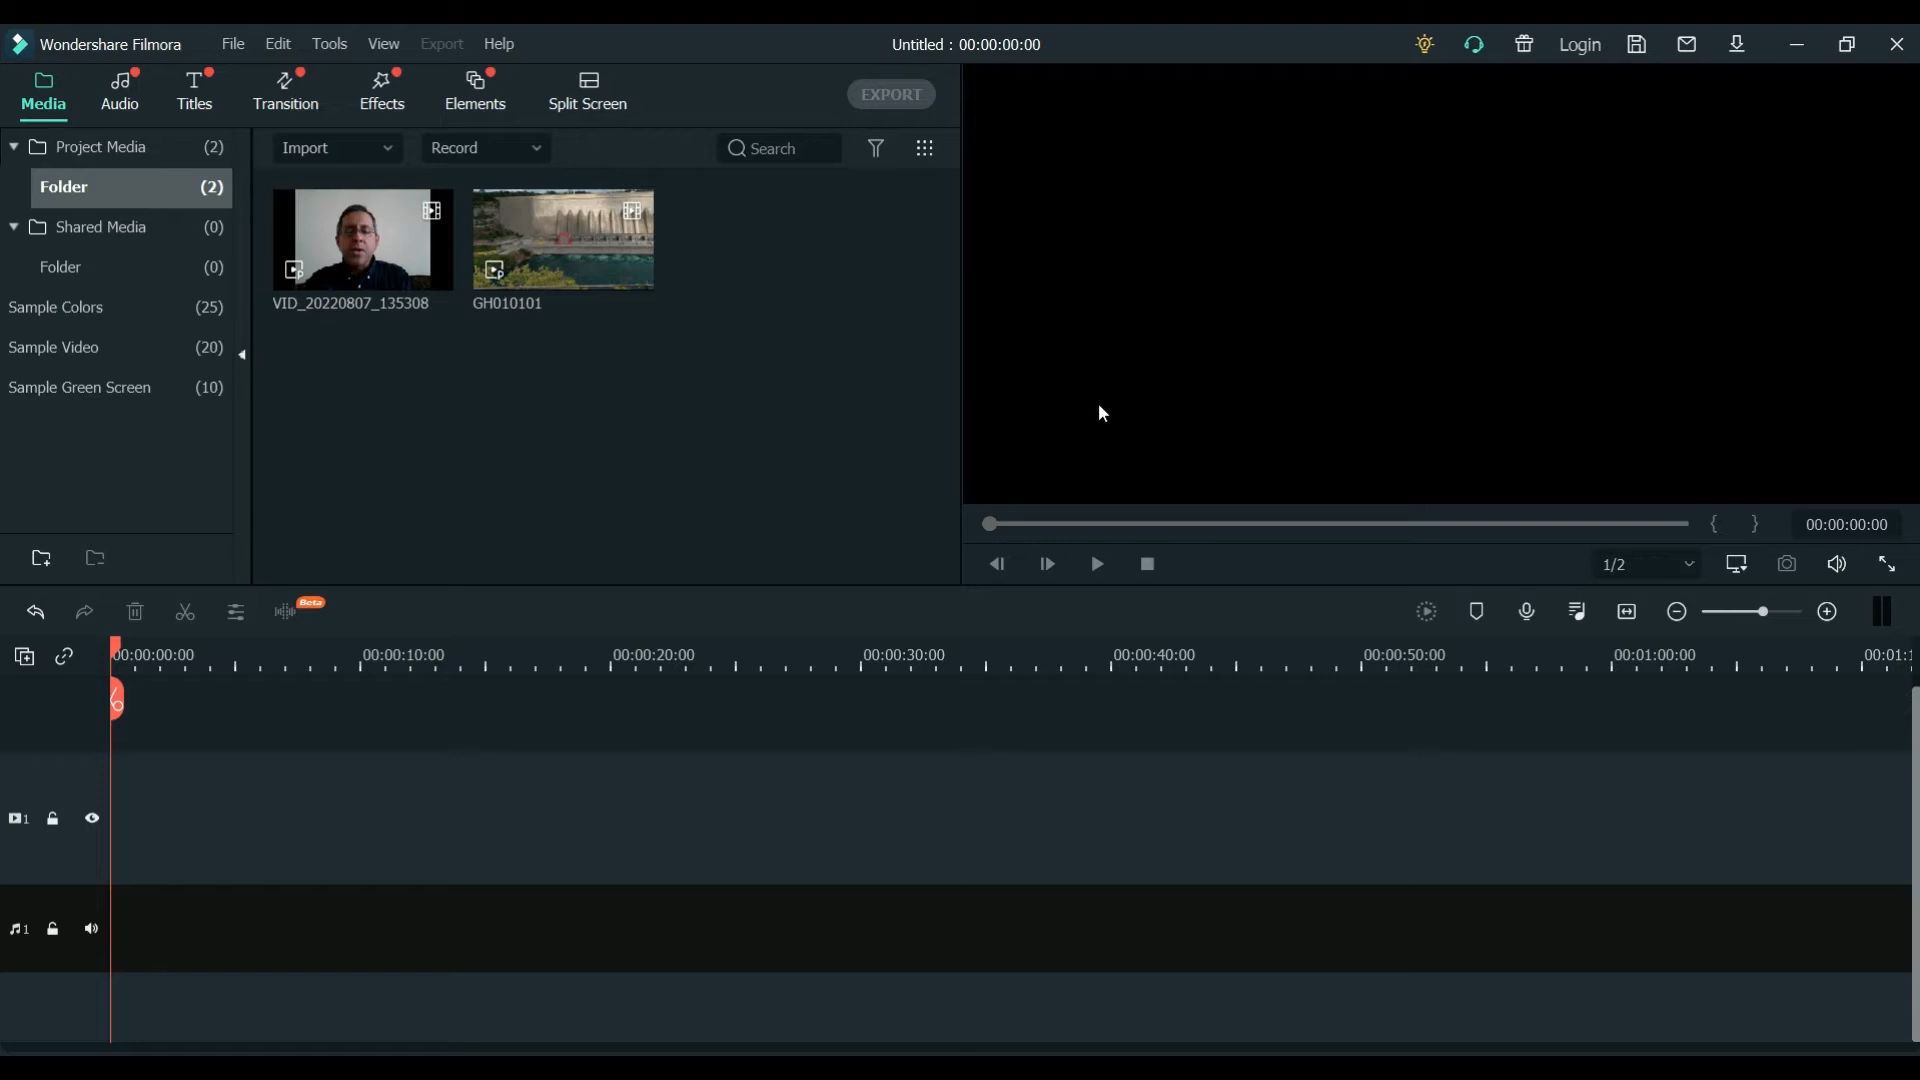 Wondershare Filmora File Edit Tools View Export Help Untitled : 00:00:00:00 Login
Media Audio Titles Transition Effects Elements Split Screen EXPORT
Project Media (2)
Folder (2)
Shared Media (0)
Folder (0)
Sample Colors (25)
Sample Video (20)
Sample Green Screen (10)
Import Record Search
VID_20220807_135308 GH010101
{ } 00:00:00:00
1/2
Beta
00:00:00:00 00:00:10:00 00:00:20:00 00:00:30:00 00:00:40:00 00:00:50:00 00:01:00:00 00:01:1
1
1